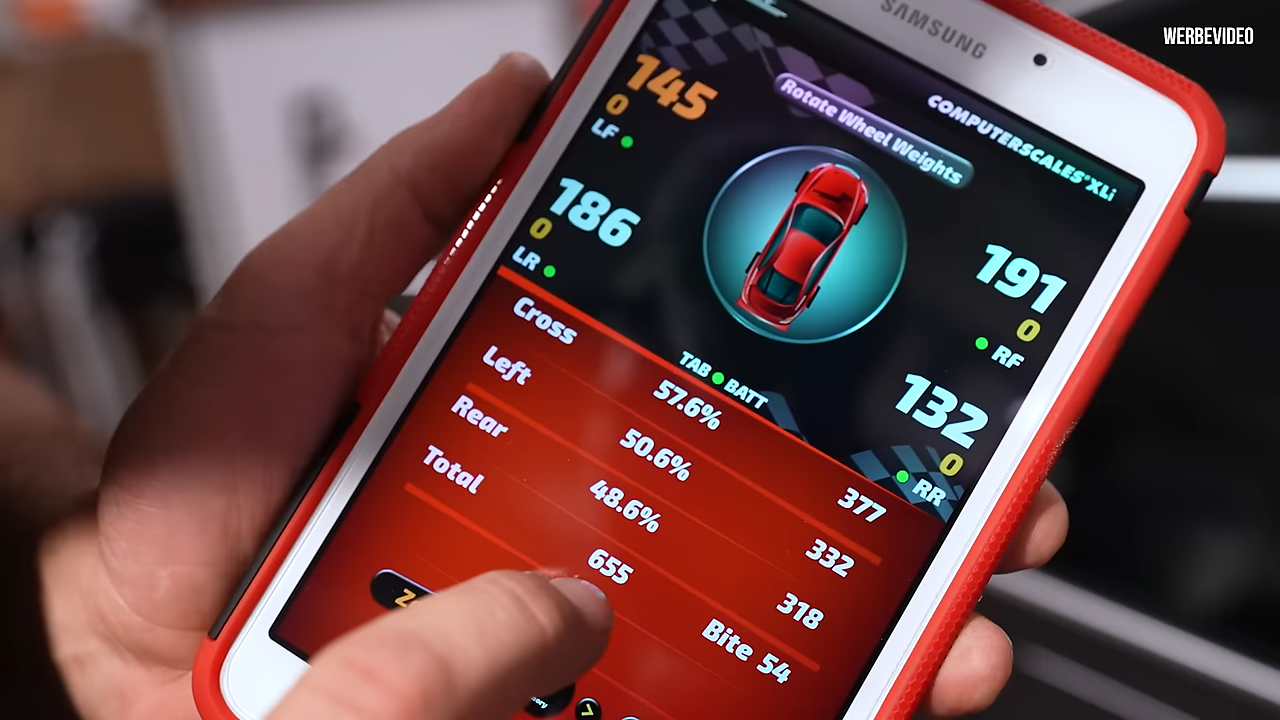 WERBEVIDEO
SAMSUNG
COMPUTERSCALES®XLi
Rotate Wheel Weights
145
0
LF
186
0
LR
191
0
RF
132
0
RR
TAB BATT
Cross 57.6% 377
Left 50.6% 332
Rear 48.6% 318
Total 655
Bite 54